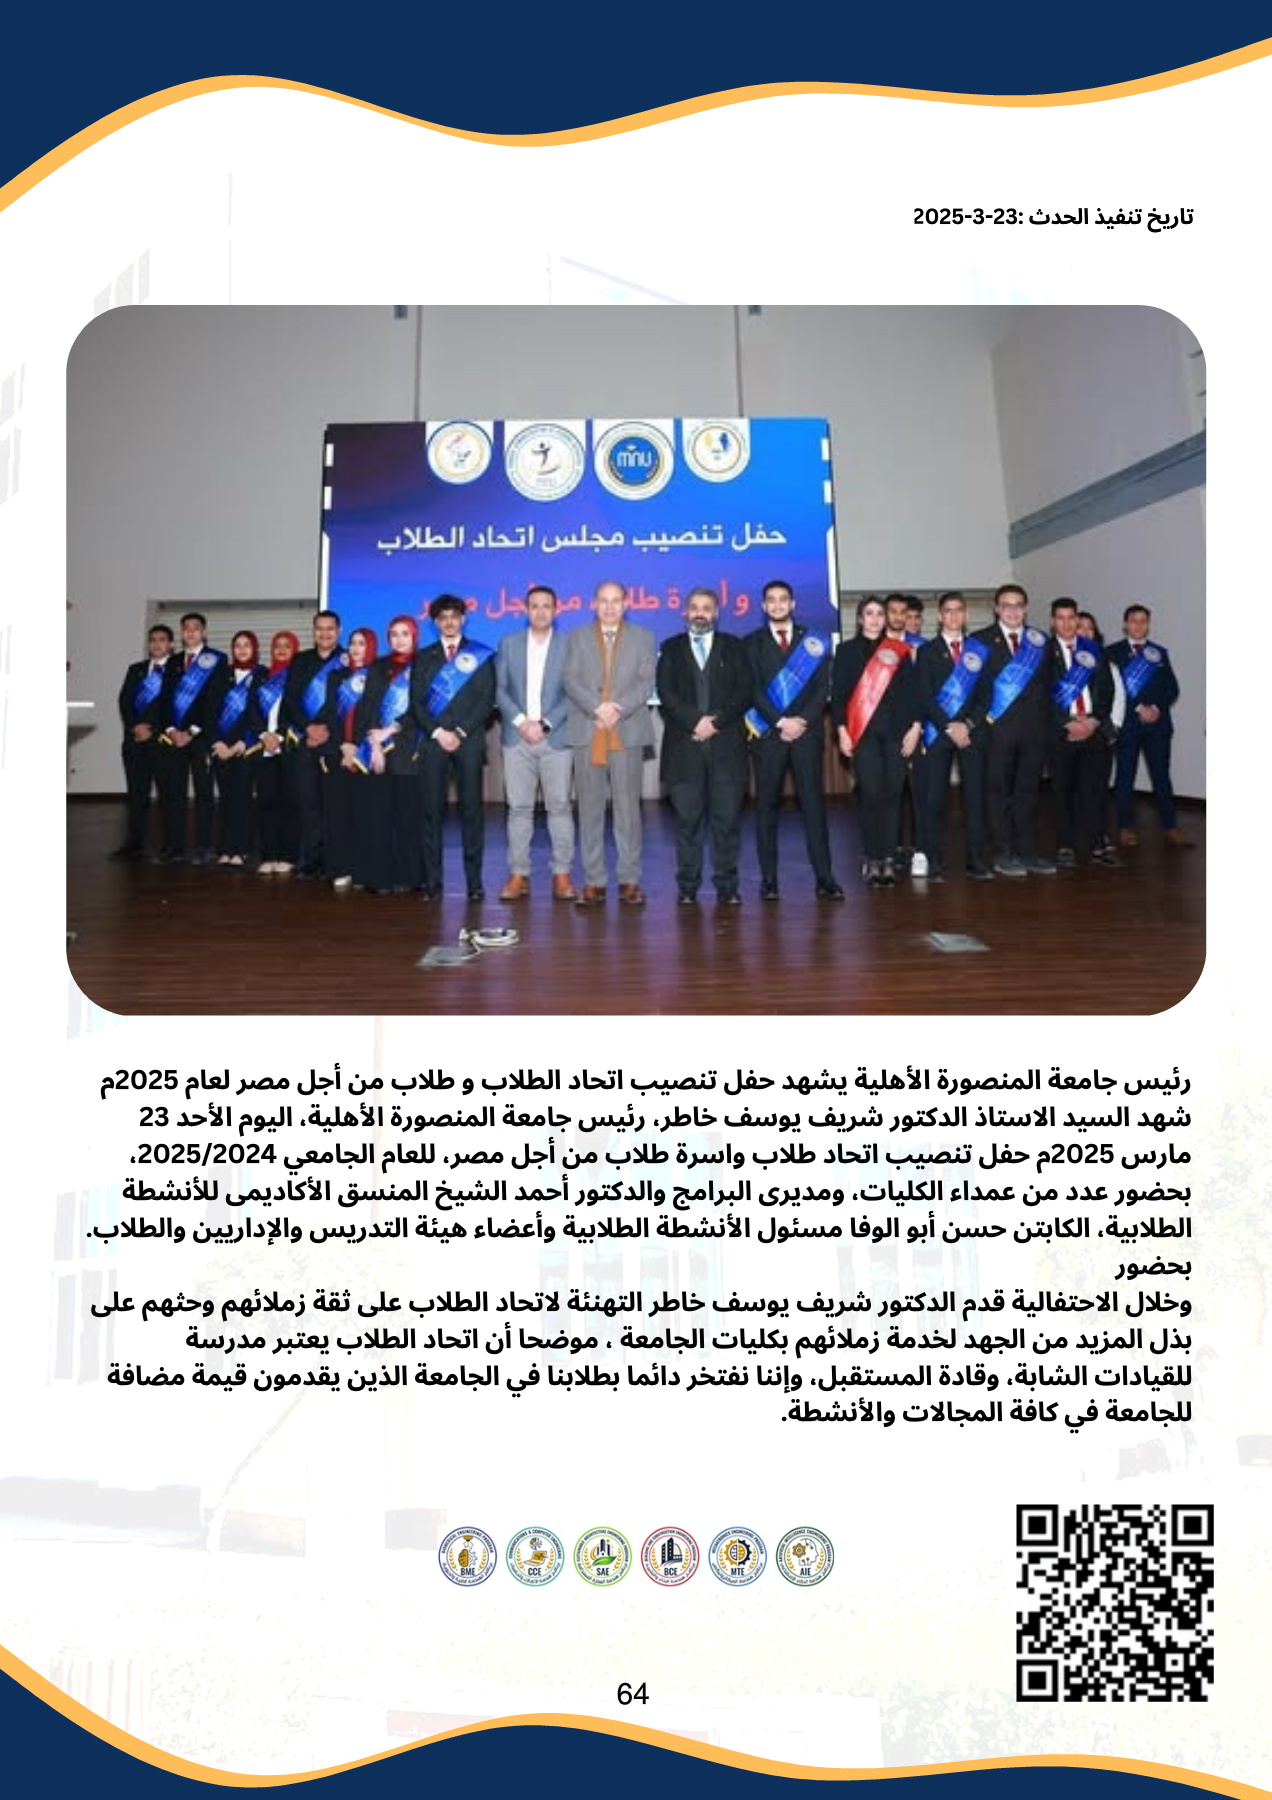 تاريخ تنفيذ الحدث :23-3-2025
mnu
حفل تنصيب مجلس اتحاد الطلاب
و أسرة طلاب من أجل مصر
رئيس جامعة المنصورة الأهلية يشهد حفل تنصيب اتحاد الطلاب و طلاب من أجل مصر لعام 2025م
شهد السيد الاستاذ الدكتور شريف يوسف خاطر، رئيس جامعة المنصورة الأهلية، اليوم الأحد 23
مارس 2025م حفل تنصيب اتحاد طلاب واسرة طلاب من أجل مصر، للعام الجامعي 2025/2024،
بحضور عدد من عمداء الكليات، ومديرى البرامج والدكتور أحمد الشيخ المنسق الأكاديمى للأنشطة
الطلابية، الكابتن حسن أبو الوفا مسئول الأنشطة الطلابية وأعضاء هيئة التدريس والإداريين والطلاب.
بحضور
وخلال الاحتفالية قدم الدكتور شريف يوسف خاطر التهنئة لاتحاد الطلاب على ثقة زملائهم وحثهم على
بذل المزيد من الجهد لخدمة زملائهم بكليات الجامعة ، موضحا أن اتحاد الطلاب يعتبر مدرسة
للقيادات الشابة، وقادة المستقبل، وإننا نفتخر دائما بطلابنا في الجامعة الذين يقدمون قيمة مضافة
للجامعة في كافة المجالات والأنشطة.
BME CCE SAE BCE MTE AIE
64